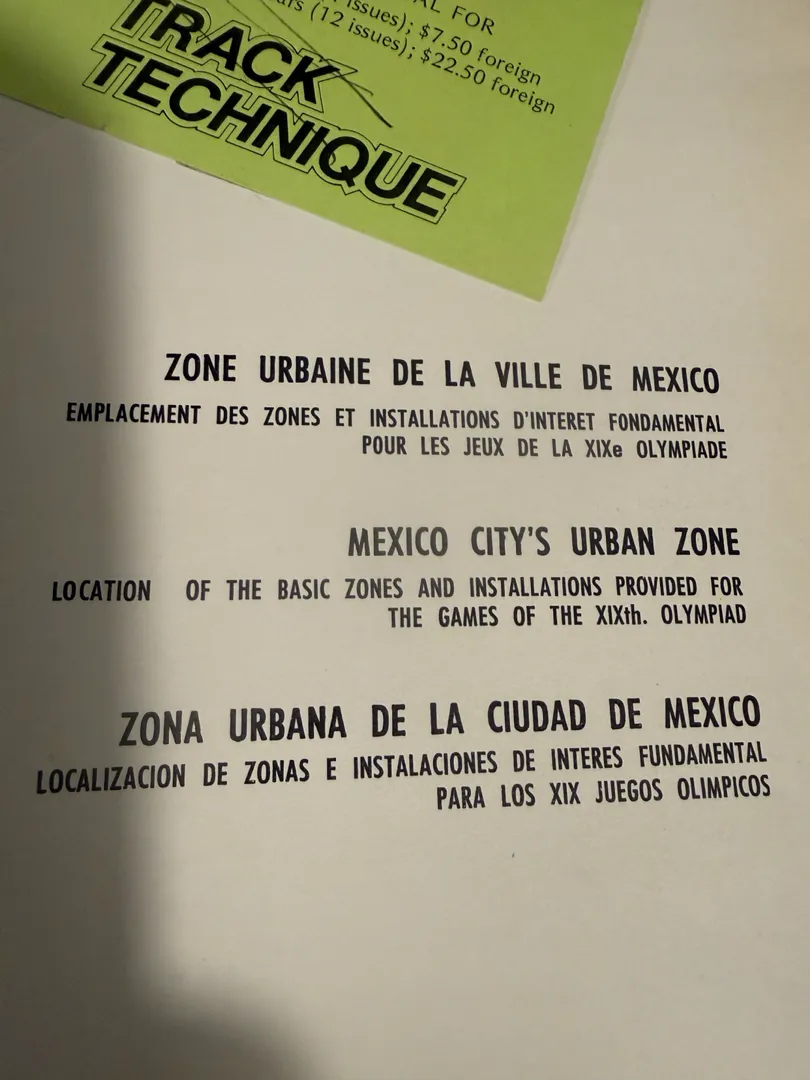 AL FOR
issues); $7.50 foreign
(12 issues); $22.50 foreign
TRACK
TECHNIQUE
ZONE URBAINE DE LA VILLE DE MEXICO
EMPLACEMENT DES ZONES ET INSTALLATIONS D'INTERET FONDAMENTAL
POUR LES JEUX DE LA XIXe OLYMPIADE
MEXICO CITY'S URBAN ZONE
LOCATION OF THE BASIC ZONES AND INSTALLATIONS PROVIDED FOR
THE GAMES OF THE XIXth. OLYMPIAD
ZONA URBANA DE LA CIUDAD DE MEXICO
LOCALIZACION DE ZONAS E INSTALACIONES DE INTERES FUNDAMENTAL
PARA LOS XIX JUEGOS OLIMPICOS